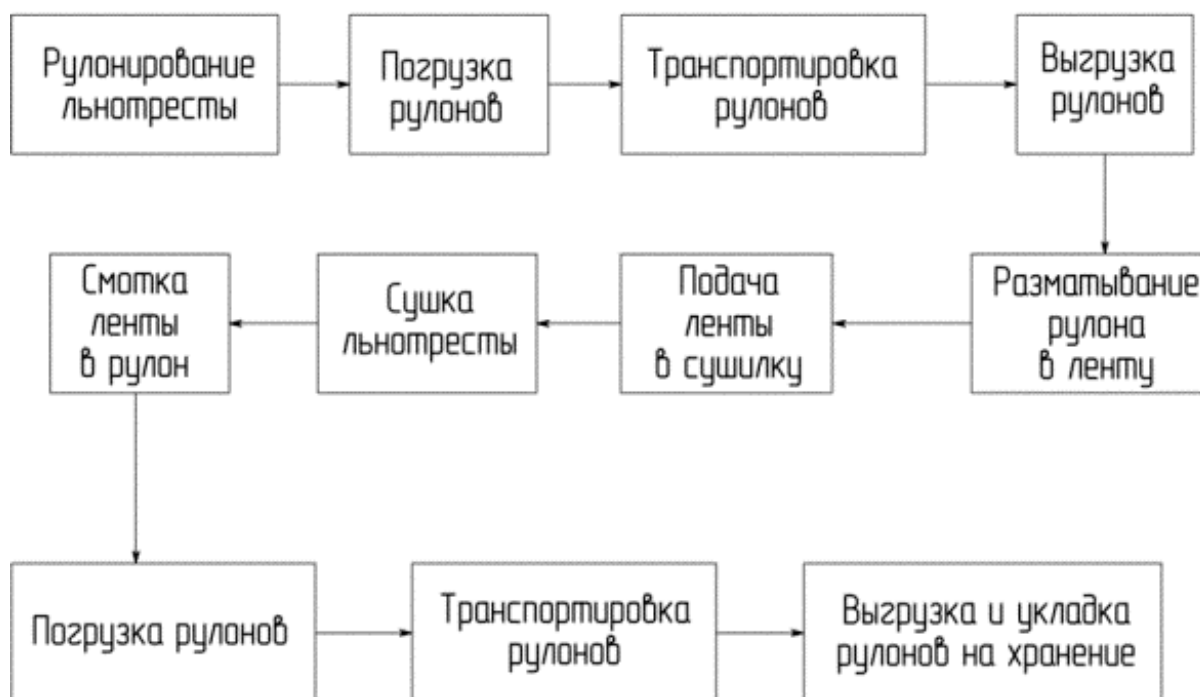 Рулонирование
льнотресты
Погрузка
рулонов
Транспортировка
рулонов
Выгрузка
рулонов
Разматывание
рулона
в ленту
Подача
ленты
в сушилку
Сушка
льнотресты
Смотка
ленты
в рулон
Погрузка рулонов
Транспортировка
рулонов
Выгрузка и укладка
рулонов на хранение